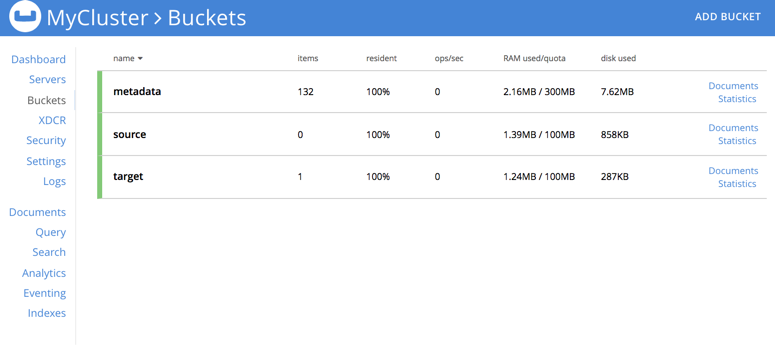 MyCluster > Buckets
ADD BUCKET
Dashboard
Servers
Buckets
XDCR
Security
Settings
Logs
Documents
Query
Search
Analytics
Eventing
Indexes
name items resident ops/sec RAM used/quota disk used
metadata 132 100% 0 2.16MB / 300MB 7.62MB Documents
Statistics
source 0 100% 0 1.39MB / 100MB 858KB Documents
Statistics
target 1 100% 0 1.24MB / 100MB 287KB Documents
Statistics